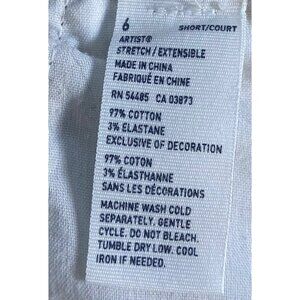 6 SHORT/COURT
ARTIST®
STRETCH / EXTENSIBLE
MADE IN CHINA
FABRIQUÉ EN CHINE
RN 54485 CA 03873
97% COTTON
3% ELASTANE
EXCLUSIVE OF DECORATION
97% COTON
3% ÉLASTHANNE
SANS LES DÉCORATIONS
MACHINE WASH COLD
SEPARATELY. GENTLE
CYCLE. DO NOT BLEACH.
TUMBLE DRY LOW. COOL
IRON IF NEEDED.